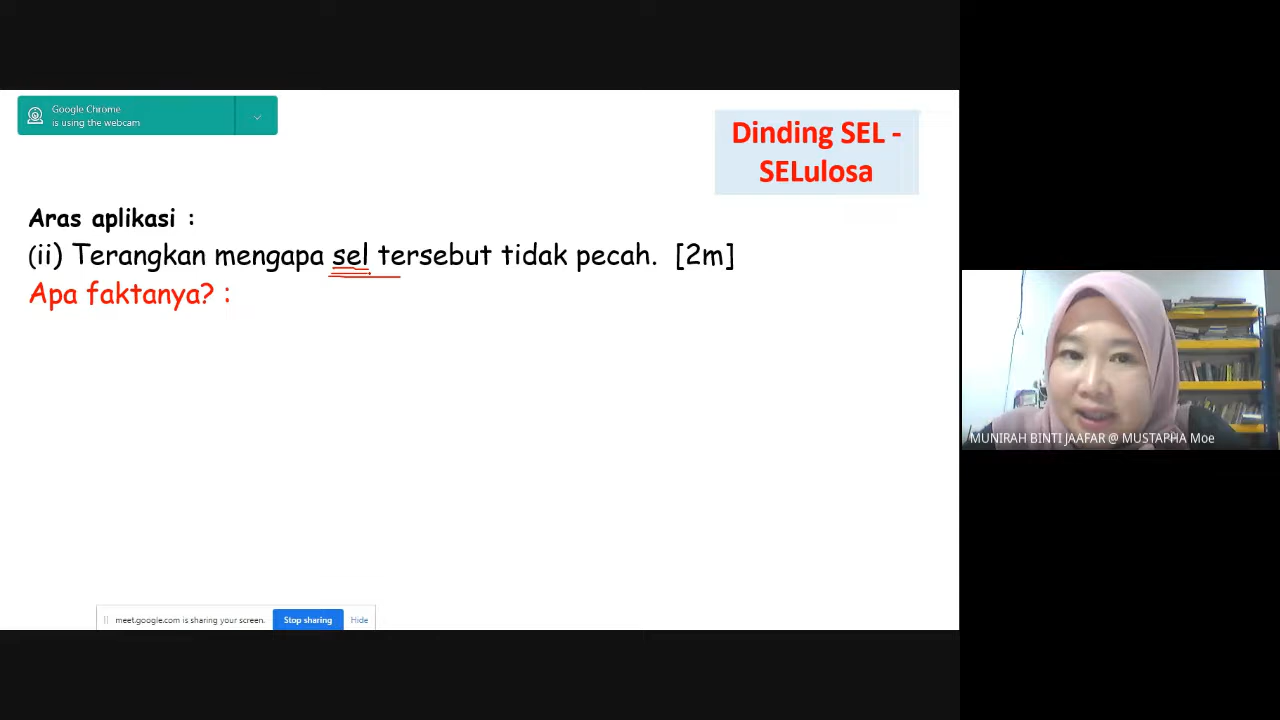 Google Chrome
is using the webcam
Dinding SEL -
SELulosa
Aras aplikasi :
(ii) Terangkan mengapa sel tersebut tidak pecah. [2m]
Apa faktanya? :
MUNIRAH BINTI JAAFAR @ MUSTAPHA Moe
meet.google.com is sharing your screen.
Stop sharing
Hide